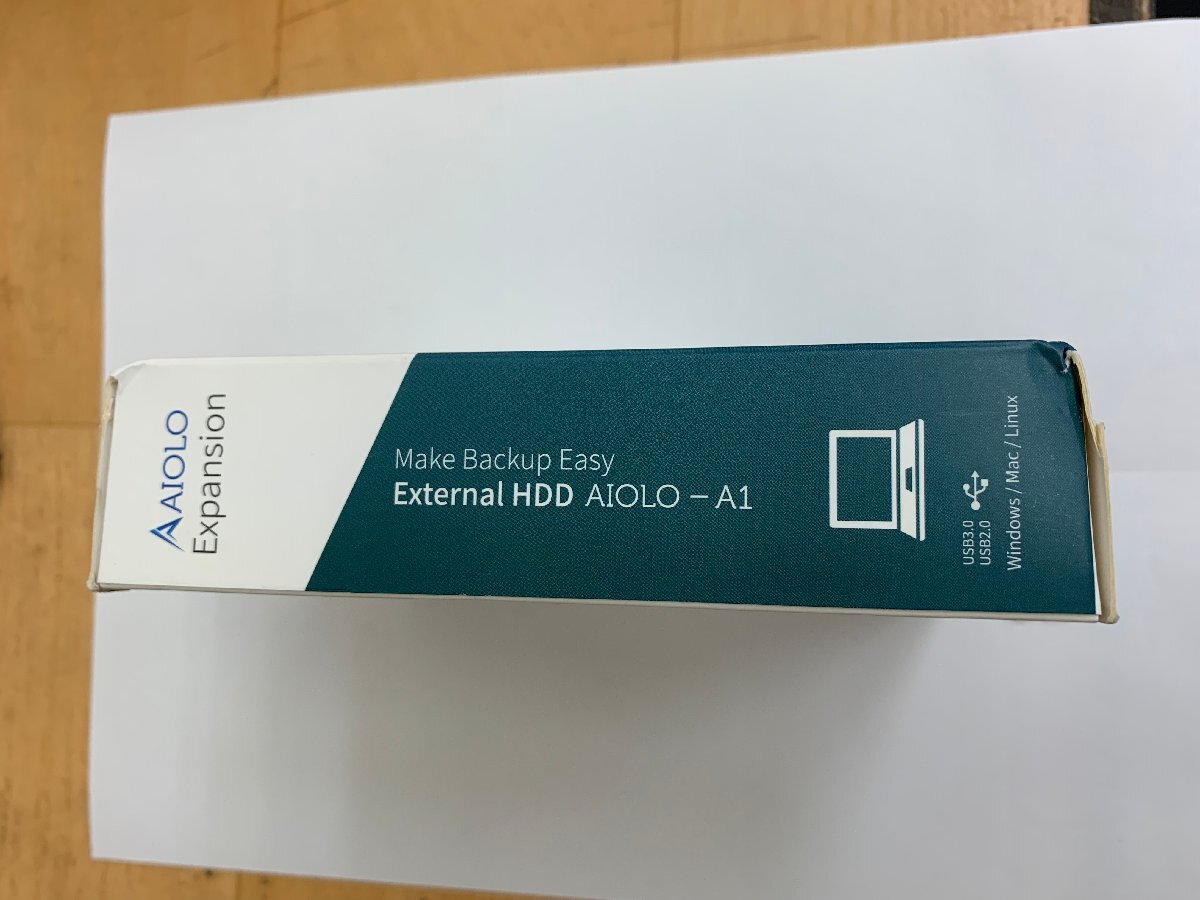 AIOLO
Expansion
Make Backup Easy
External HDD AIOLO – A1
USB3.0
USB2.0
Windows / Mac / Linux